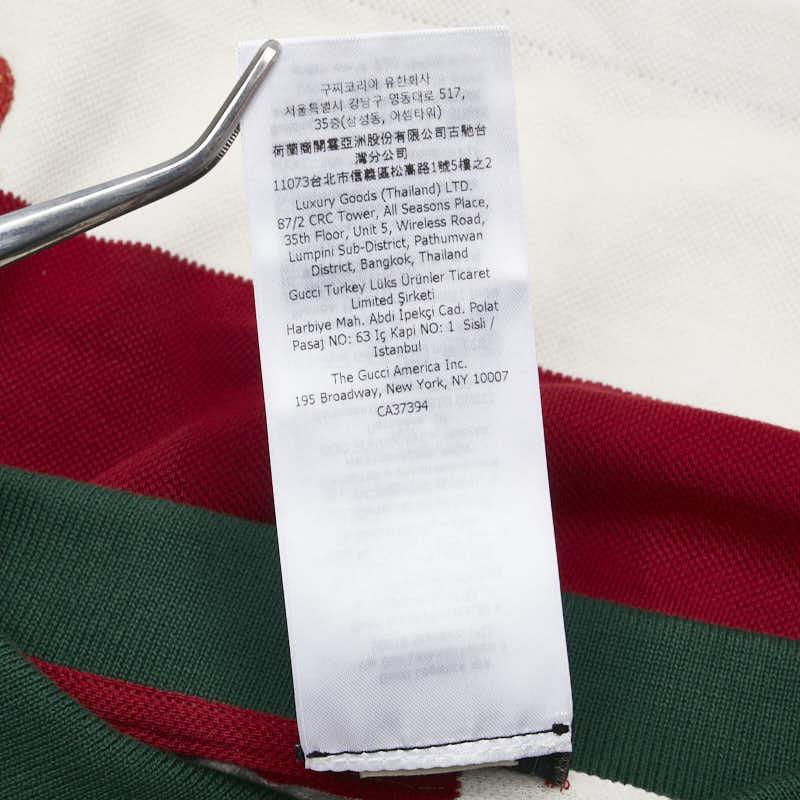 구찌코리아 유한회사
서울특별시 강남구 영동대로 517,
35층(삼성동, 아셈타워)
荷蘭商開雲亞洲股份有限公司古馳台
灣分公司
11073台北市信義區松高路1號5樓之2
Luxury Goods (Thailand) LTD.
87/2 CRC Tower, All Seasons Place,
35th Floor, Unit 5, Wireless Road,
Lumpini Sub-District, Pathumwan
District, Bangkok, Thailand
Gucci Turkey Lüks Ürünler Ticaret
Limited Şirketi
Harbiye Mah. Abdi İpekçi Cad. Polat
Pasaj NO: 63 Iç Kapi NO: 1 Sisli /
Istanbul
The Gucci America Inc.
195 Broadway, New York, NY 10007
CA37394